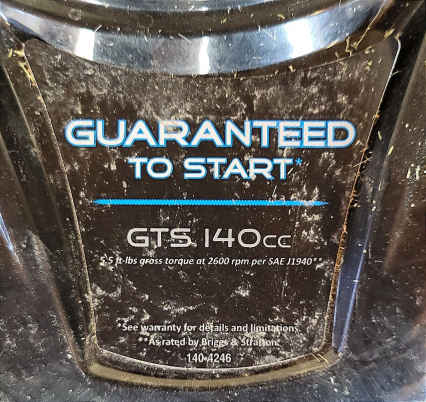 GUARANTEED
TO START*
GTS 140cc
5.5 ft-lbs gross torque at 2600 rpm per SAE J1940**
*See warranty for details and limitations.
**As rated by Briggs & Stratton
140-4246